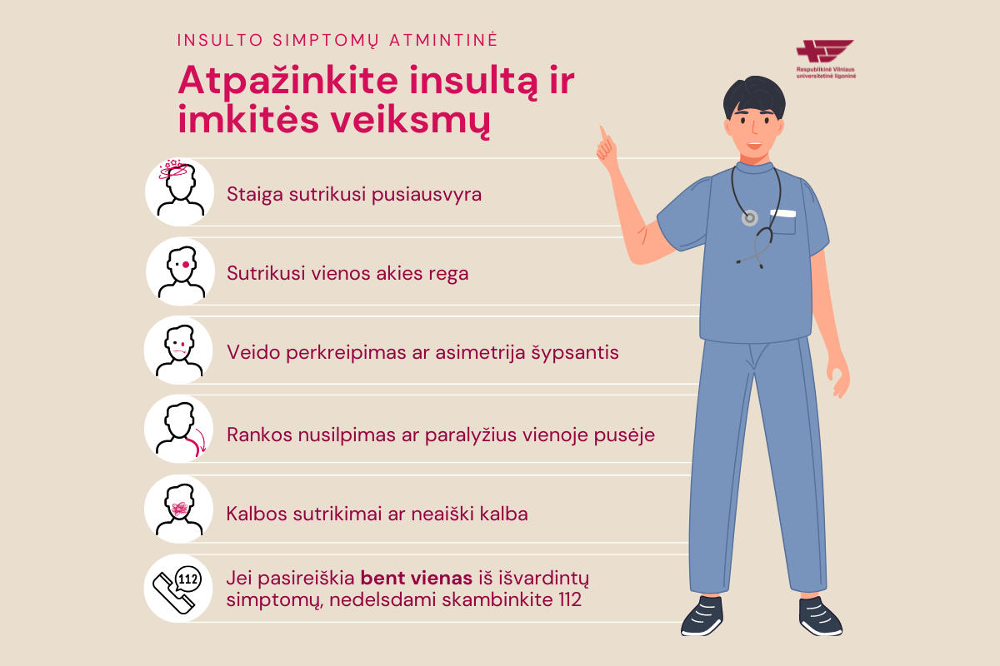 INSULTO SIMPTOMŲ ATMINTINĖ
Atpažinkite insultą ir
imkitės veiksmų
Respublikinė Vilniaus
universitetinė ligoninė
Staiga sutrikusi pusiausvyra
Sutrikusi vienos akies rega
Veido perkreipimas ar asimetrija šypsantis
Rankos nusilpimas ar paralyžius vienoje pusėje
Kalbos sutrikimai ar neaiški kalba
112
Jei pasireiškia bent vienas iš išvardintų
simptomų, nedelsdami skambinkite 112